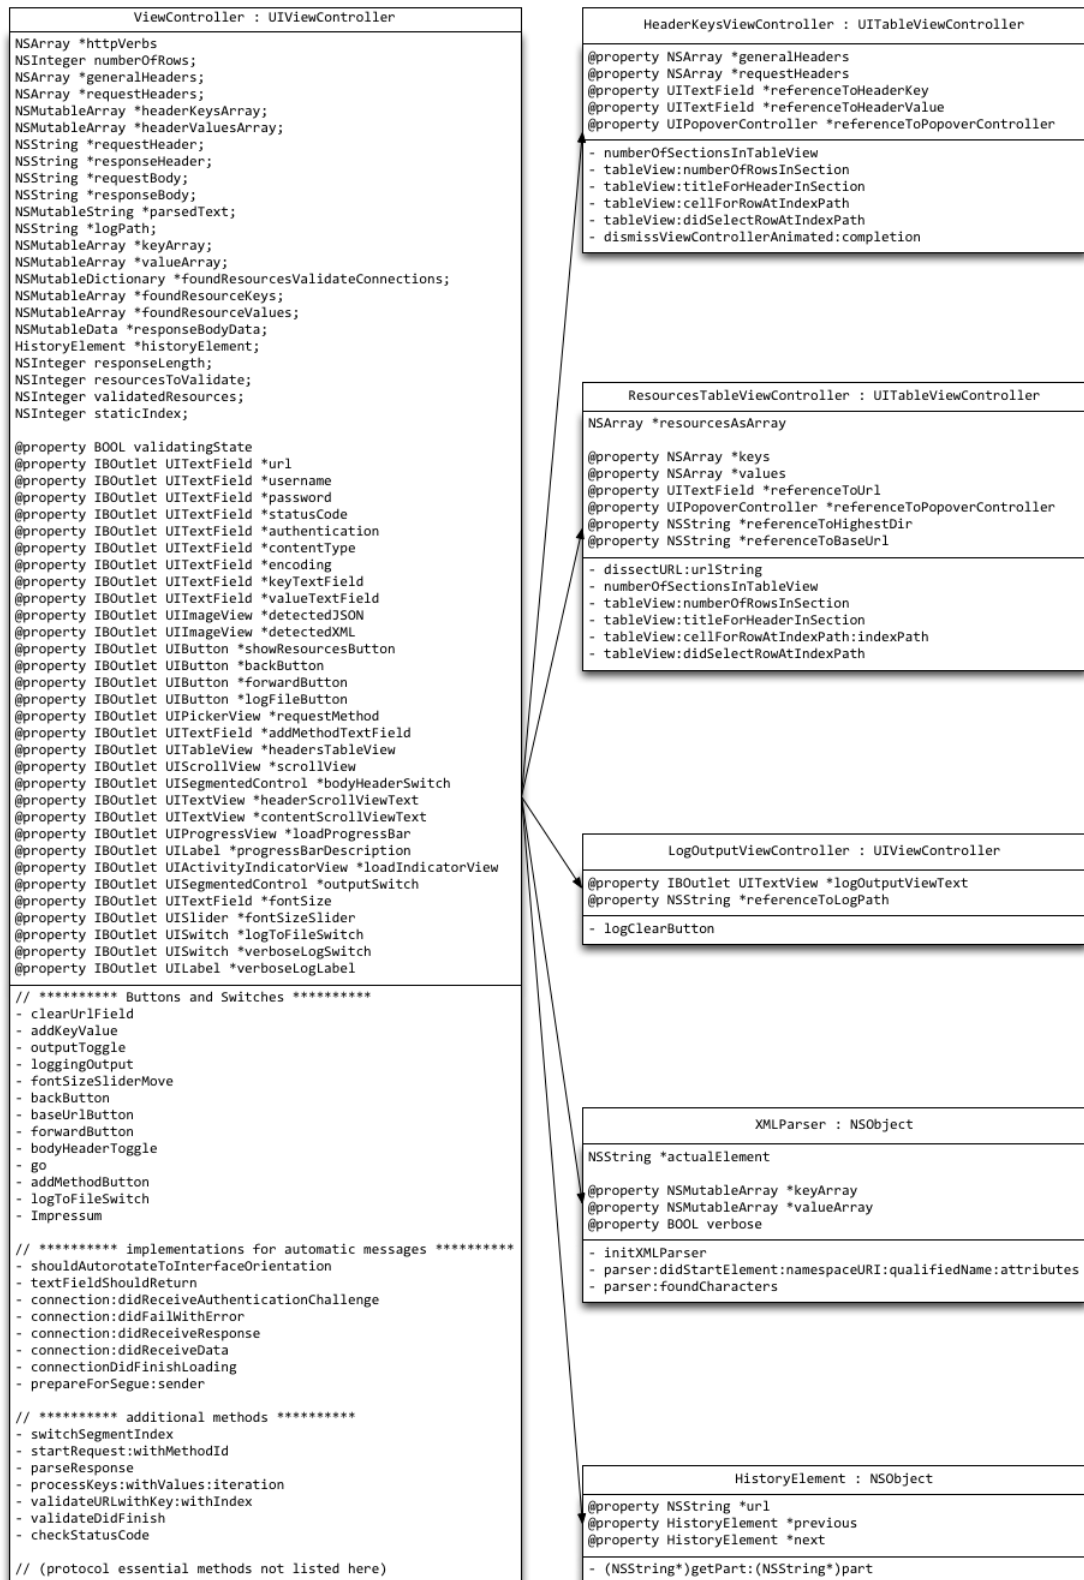 ViewController : UIViewController
NSArray *httpVerbs
NSInteger numberOfRows;
NSArray *generalHeaders;
NSArray *requestHeaders;
NSMutableArray *headerKeysArray;
NSMutableArray *headerValuesArray;
NSString *requestHeader;
NSString *responseHeader;
NSString *requestBody;
NSString *responseBody;
NSMutableString *parsedText;
NSString *logPath;
NSMutableArray *keyArray;
NSMutableArray *valueArray;
NSMutableDictionary *foundResourcesValidateConnections;
NSMutableArray *foundResourceKeys;
NSMutableArray *foundResourceValues;
NSMutableData *responseBodyData;
HistoryElement *historyElement;
NSInteger responseLength;
NSInteger resourcesToValidate;
NSInteger validatedResources;
NSInteger staticIndex;
@property BOOL validatingState
@property IBOutlet UITextField *url
@property IBOutlet UITextField *username
@property IBOutlet UITextField *password
@property IBOutlet UITextField *statusCode
@property IBOutlet UITextField *authentication
@property IBOutlet UITextField *contentType
@property IBOutlet UITextField *encoding
@property IBOutlet UITextField *keyTextField
@property IBOutlet UITextField *valueTextField
@property IBOutlet UIImageView *detectedJSON
@property IBOutlet UIImageView *detectedXML
@property IBOutlet UIButton *showResourcesButton
@property IBOutlet UIButton *backButton
@property IBOutlet UIButton *forwardButton
@property IBOutlet UIButton *logFileButton
@property IBOutlet UIPickerView *requestMethod
@property IBOutlet UITextField *addMethodTextField
@property IBOutlet UITableView *headersTableView
@property IBOutlet UIScrollView *scrollView
@property IBOutlet UISegmentedControl *bodyHeaderSwitch
@property IBOutlet UITextView *headerScrollViewText
@property IBOutlet UITextView *contentScrollViewText
@property IBOutlet UIProgressView *loadProgressBar
@property IBOutlet UILabel *progressBarDescription
@property IBOutlet UIActivityIndicatorView *loadIndicatorView
@property IBOutlet UISegmentedControl *outputSwitch
@property IBOutlet UITextField *fontSize
@property IBOutlet UISlider *fontSizeSlider
@property IBOutlet UISwitch *logToFileSwitch
@property IBOutlet UISwitch *verboseLogSwitch
@property IBOutlet UILabel *verboseLogLabel
// ********** Buttons and Switches **********
- clearUrlField
- addKeyValue
- outputToggle
- loggingOutput
- fontSizeSliderMove
- backButton
- baseUrlButton
- forwardButton
- bodyHeaderToggle
- go
- addMethodButton
- logToFileSwitch
- Impressum
// ********** implementations for automatic messages **********
- shouldAutorotateToInterfaceOrientation
- textFieldShouldReturn
- connection:didReceiveAuthenticationChallenge
- connection:didFailWithError
- connection:didReceiveResponse
- connection:didReceiveData
- connectionDidFinishLoading
- prepareForSegue:sender
// ********** additional methods **********
- switchSegmentIndex
- startRequest:withMethodId
- parseResponse
- processKeys:withValues:iteration
- validateURLwithKey:withIndex
- validateDidFinish
- checkStatusCode
// (protocol essential methods not listed here)
HeaderKeysViewController : UITableViewController
@property NSArray *generalHeaders
@property NSArray *requestHeaders
@property UITextField *referenceToHeaderKey
@property UITextField *referenceToHeaderValue
@property UIPopoverController *referenceToPopoverController
- numberOfSectionsInTableView
- tableView:numberOfRowsInSection
- tableView:titleForHeaderInSection
- tableView:cellForRowAtIndexPath
- tableView:didSelectRowAtIndexPath
- dismissViewControllerAnimated:completion
ResourcesTableViewController : UITableViewController
NSArray *resourcesAsArray
@property NSArray *keys
@property NSArray *values
@property UITextField *referenceToUrl
@property UIPopoverController *referenceToPopoverController
@property NSString *referenceToHighestDir
@property NSString *referenceToBaseUrl
- dissectURL:urlString
- numberOfSectionsInTableView
- tableView:numberOfRowsInSection
- tableView:titleForHeaderInSection
- tableView:cellForRowAtIndexPath:indexPath
- tableView:didSelectRowAtIndexPath
LogOutputViewController : UIViewController
@property IBOutlet UITextView *logOutputViewText
@property NSString *referenceToLogPath
- logClearButton
XMLParser : NSObject
NSString *actualElement
@property NSMutableArray *keyArray
@property NSMutableArray *valueArray
@property BOOL verbose
- initXMLParser
- parser:didStartElement:namespaceURI:qualifiedName:attributes
- parser:foundCharacters
HistoryElement : NSObject
@property NSString *url
@property HistoryElement *previous
@property HistoryElement *next
- (NSString*)getPart:(NSString*)part